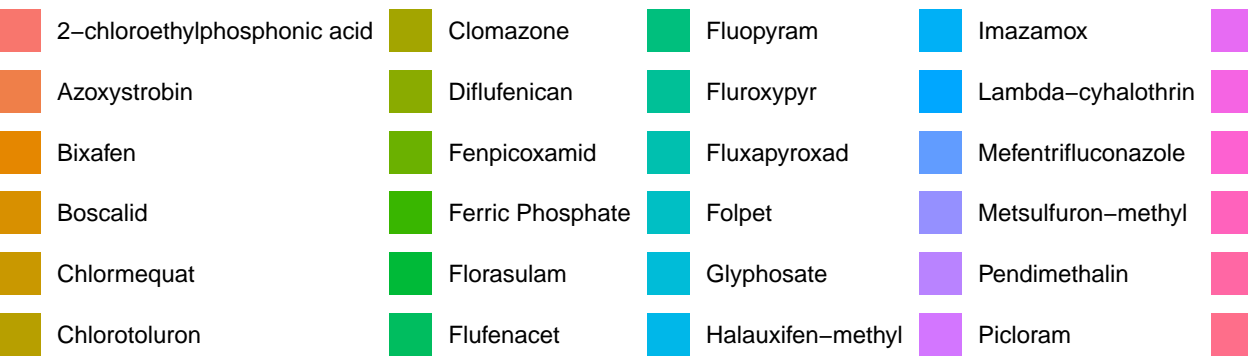 2−chloroethylphosphonic acid
Azoxystrobin
Bixafen
Boscalid
Chlormequat
Chlorotoluron
Clomazone
Diflufenican
Fenpicoxamid
Ferric Phosphate
Florasulam
Flufenacet
Fluopyram
Fluroxypyr
Fluxapyroxad
Folpet
Glyphosate
Halauxifen−methyl
Imazamox
Lambda−cyhalothrin
Mefentrifluconazole
Metsulfuron−methyl
Pendimethalin
Picloram